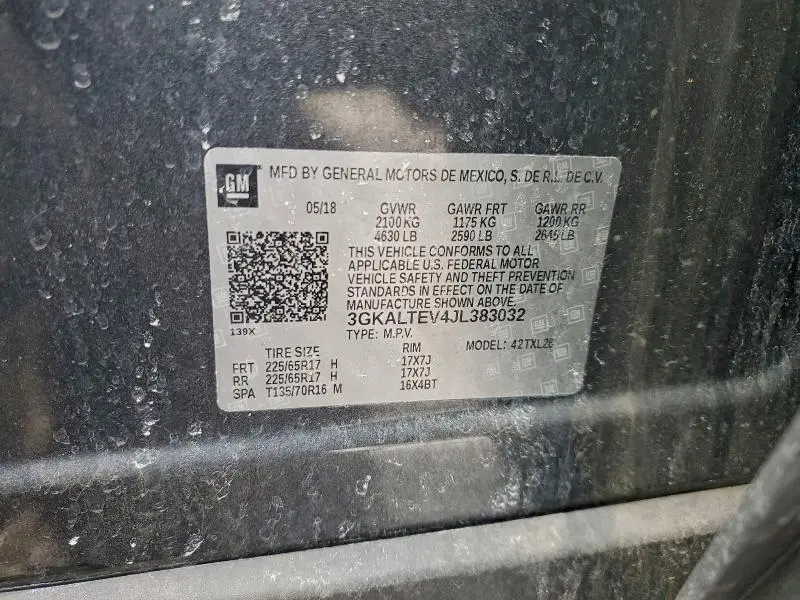 GM MFD BY GENERAL MOTORS DE MEXICO, S. DE R.L. DE C.V.
05/18 GVWR GAWR FRT GAWR RR
2100 KG 1175 KG 1200 KG
4630 LB 2590 LB 2645 LB
THIS VEHICLE CONFORMS TO ALL
APPLICABLE U.S. FEDERAL MOTOR
VEHICLE SAFETY AND THEFT PREVENTION
STANDARDS IN EFFECT ON THE DATE OF
MANUFACTURE SHOWN ABOVE.
139X 3GKALTEV4JL383032
TYPE: M.P.V. MODEL: 42TXL26
TIRE SIZE RIM
FRT 225/65R17 H 17X7J
RR 225/65R17 H 17X7J
SPA T135/70R16 M 16X4BT